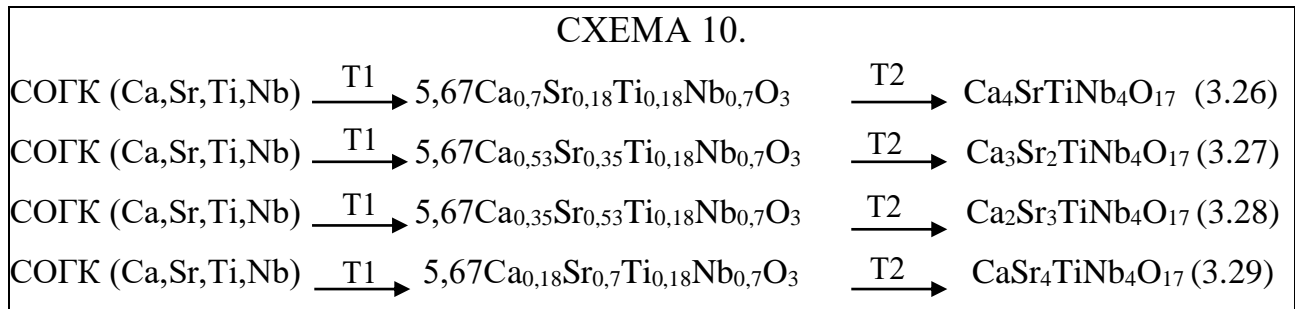 СХЕМА 10.
СОГК (Ca,Sr,Ti,Nb) T1 5,67Ca₀,₇Sr₀,₁₈Ti₀,₁₈Nb₀,₇O₃ T2 Ca₄SrTiNb₄O₁₇ (3.26)
СОГК (Ca,Sr,Ti,Nb) T1 5,67Ca₀,₅₃Sr₀,₃₅Ti₀,₁₈Nb₀,₇O₃ T2 Ca₃Sr₂TiNb₄O₁₇ (3.27)
СОГК (Ca,Sr,Ti,Nb) T1 5,67Ca₀,₃₅Sr₀,₅₃Ti₀,₁₈Nb₀,₇O₃ T2 Ca₂Sr₃TiNb₄O₁₇ (3.28)
СОГК (Ca,Sr,Ti,Nb) T1 5,67Ca₀,₁₈Sr₀,₇Ti₀,₁₈Nb₀,₇O₃ T2 CaSr₄TiNb₄O₁₇ (3.29)